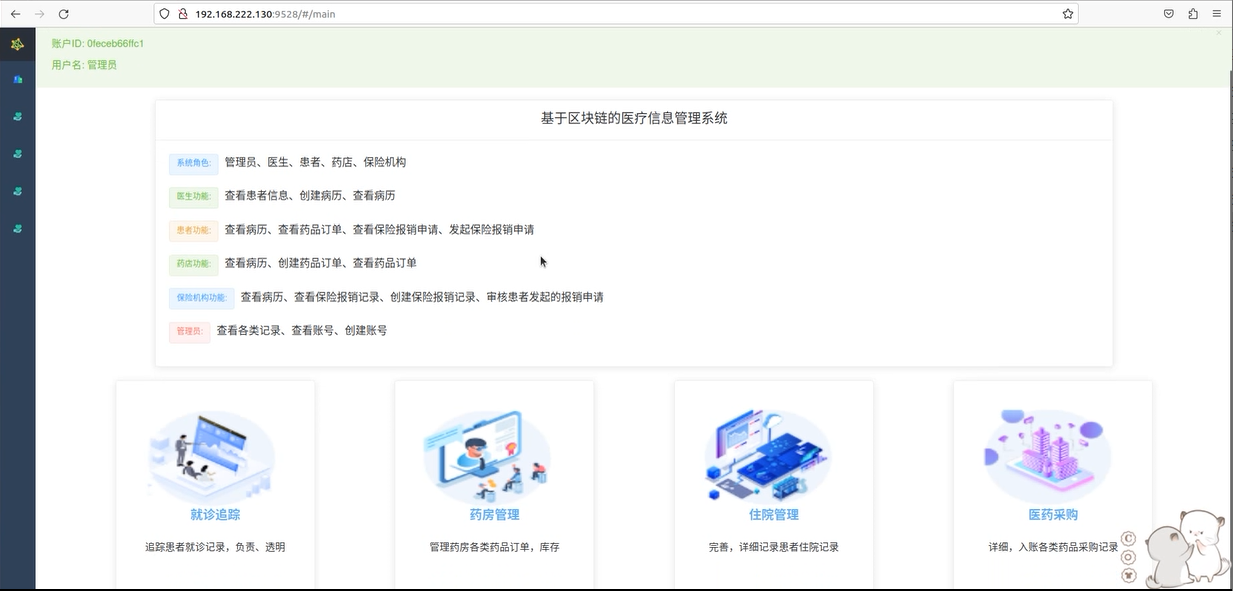 192.168.222.130:9528/#/main
账户ID: 0feceb66ffc1
用户名: 管理员
基于区块链的医疗信息管理系统
系统角色: 管理员、医生、患者、药店、保险机构
医生功能: 查看患者信息、创建病历、查看病历
患者功能: 查看病历、查看药品订单、查看保险报销申请、发起保险报销申请
药店功能: 查看病历、创建药品订单、查看药品订单
保险机构功能: 查看病历、查看保险报销记录、创建保险报销记录、审核患者发起的报销申请
管理员: 查看各类记录、查看账号、创建账号
就诊追踪 药房管理 住院管理 医药采购
追踪患者就诊记录，负责、透明 管理药房各类药品订单，库存 完善，详细记录患者住院记录 详细，入账各类药品采购记录